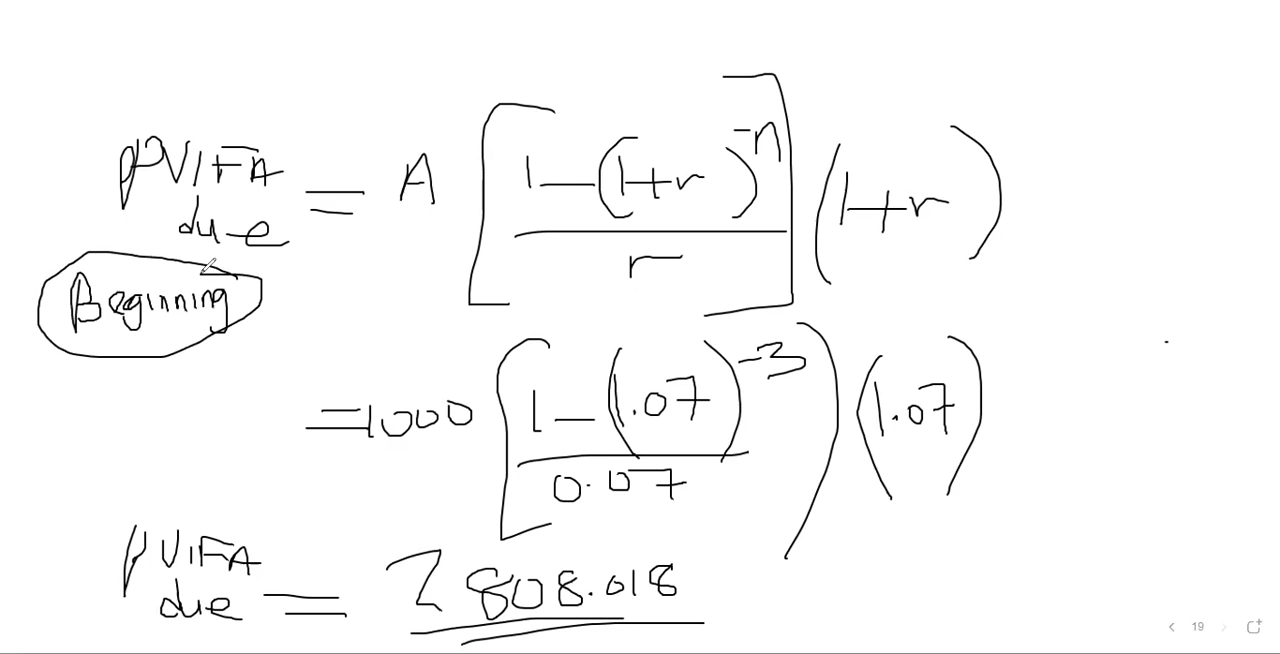 PVIFA due = A [ 1-(1+r)^-n / r ] (1+r)
Beginning
=1000 [ 1-(1.07)^-3 / 0.07 ) (1.07)
PVIFA due = 2808.018
19